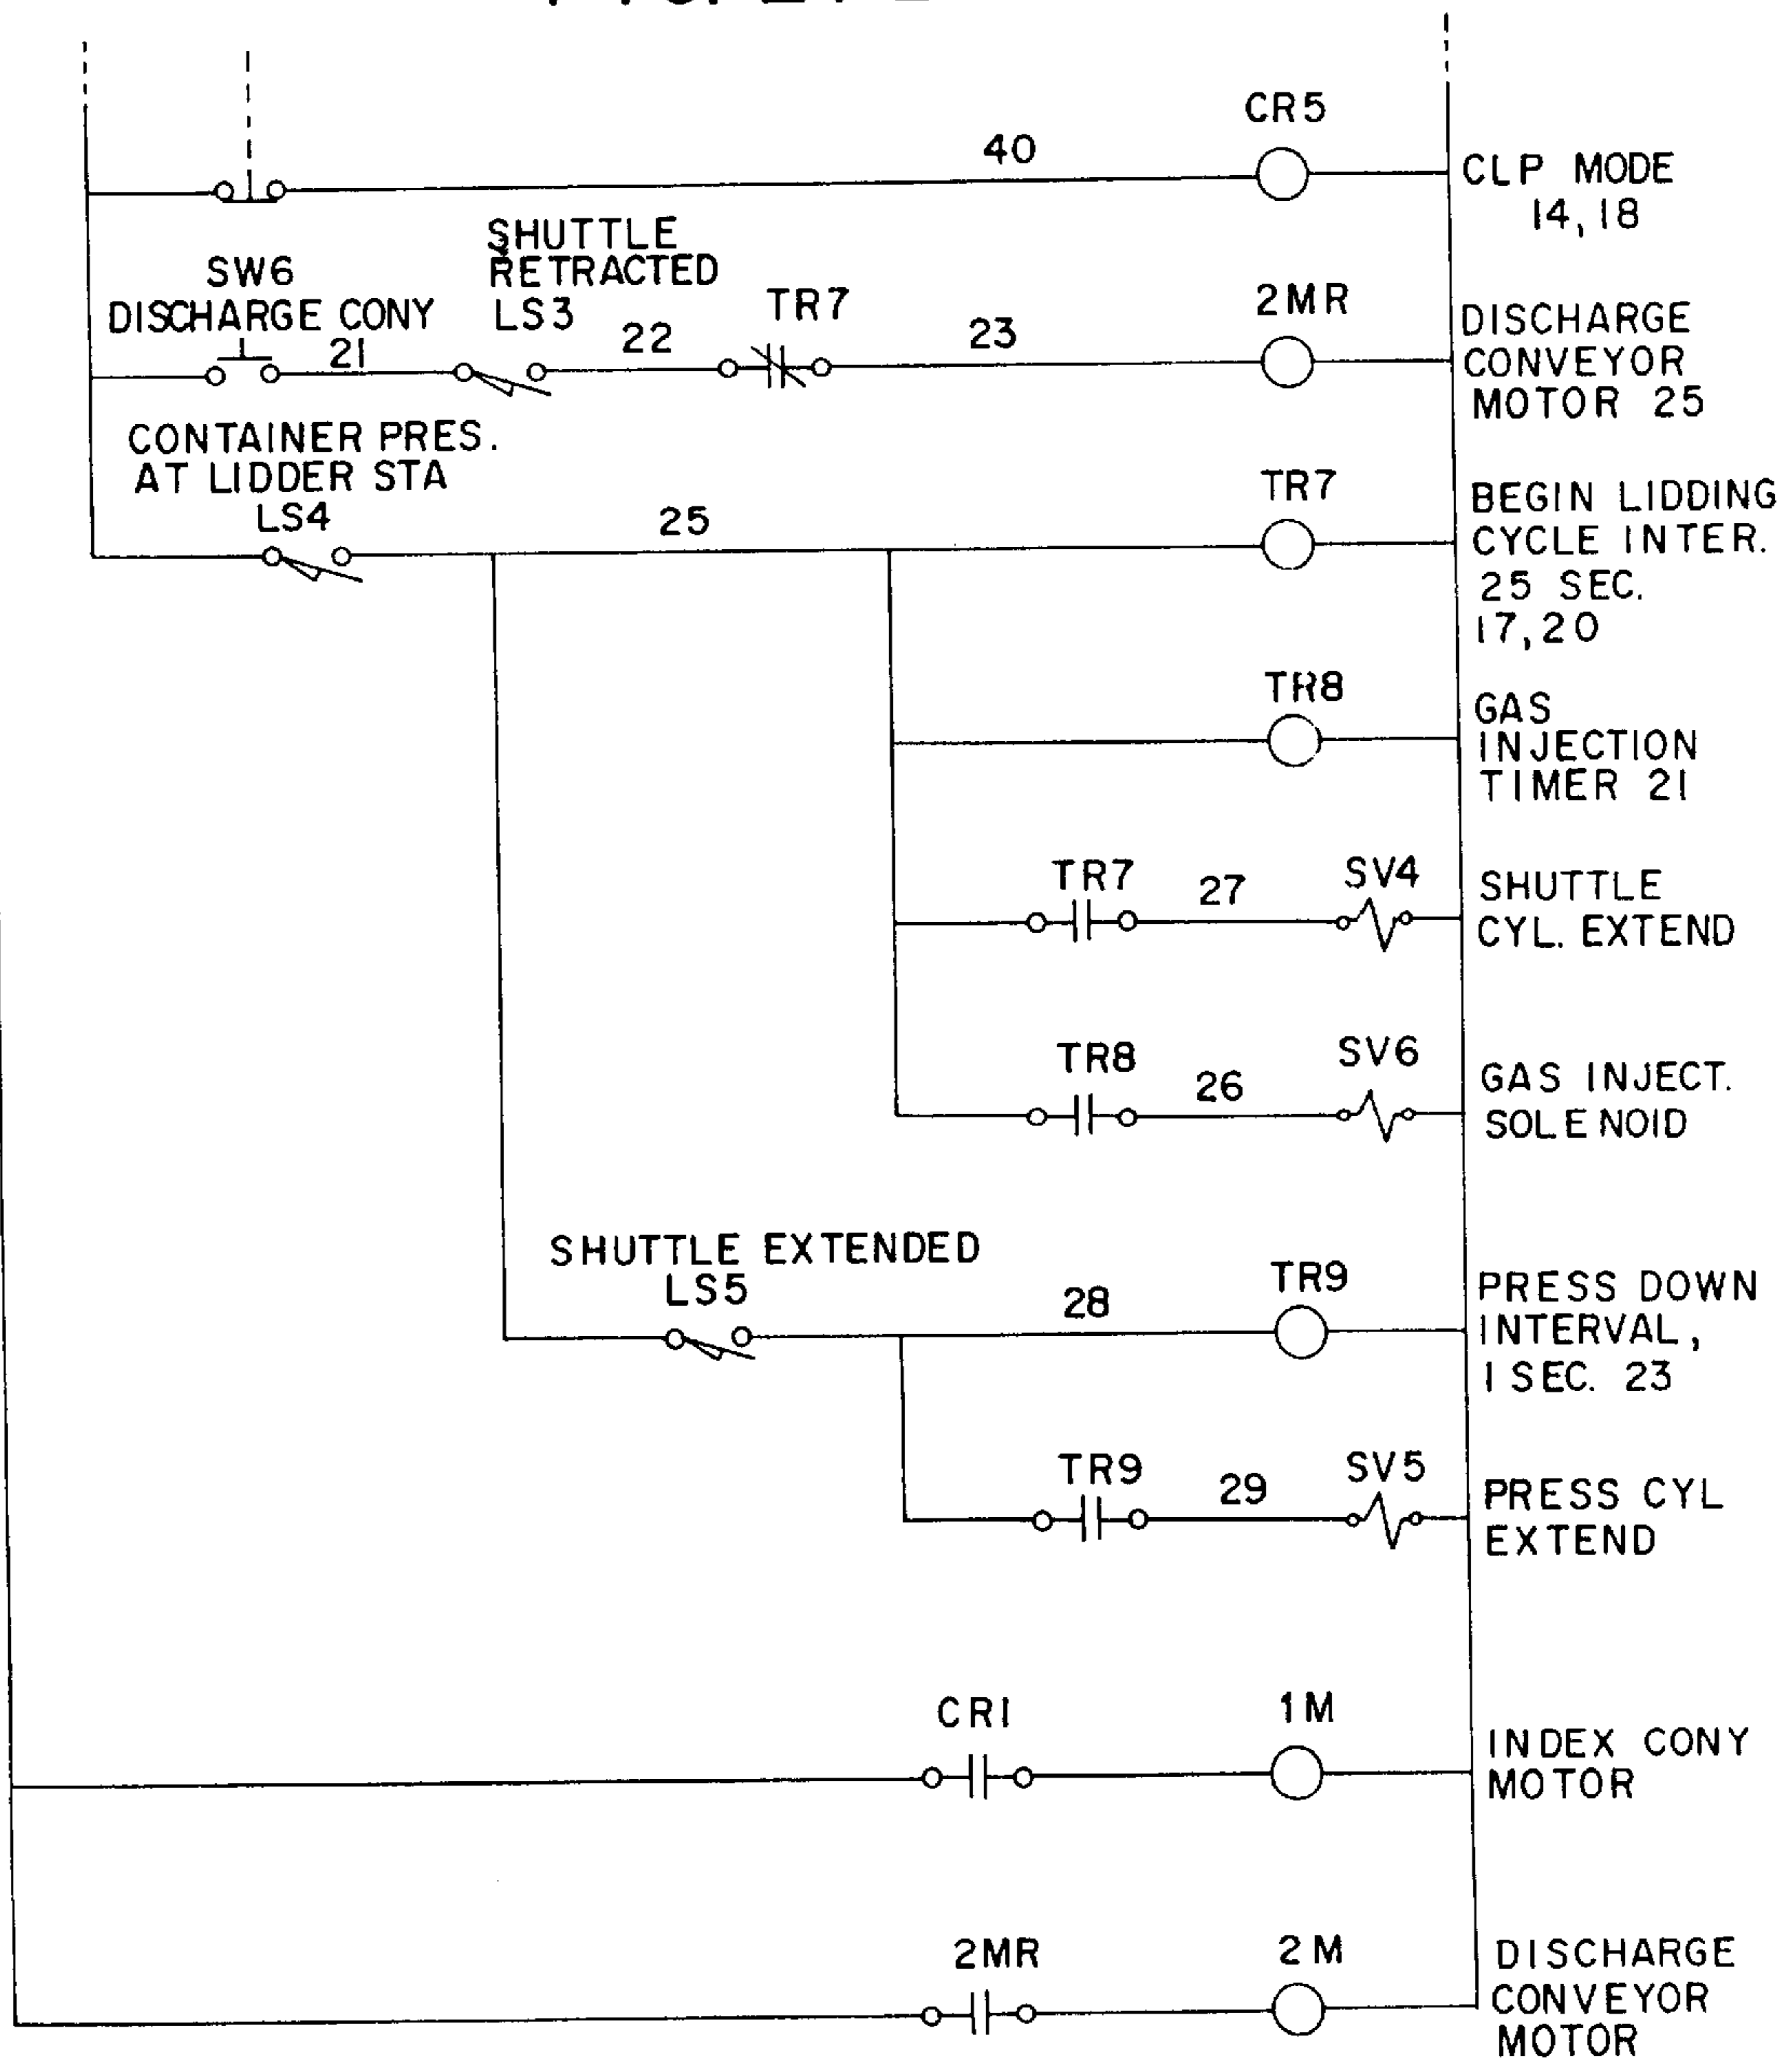 CR5
40
CLP MODE
14, 18
SHUTTLE
RETRACTED
LS3
SW6
DISCHARGE CONY
21
22
TR7
23
2MR
DISCHARGE
CONVEYOR
MOTOR 25
CONTAINER PRES.
AT LIDDER STA
LS4
25
TR7
BEGIN LIDDING
CYCLE INTER.
25 SEC.
17, 20
TR8
GAS
INJECTION
TIMER 21
TR7
27
SV4
SHUTTLE
CYL. EXTEND
TR8
26
SV6
GAS INJECT.
SOLENOID
SHUTTLE EXTENDED
LS5
28
TR9
PRESS DOWN
INTERVAL,
1 SEC. 23
TR9
29
SV5
PRESS CYL
EXTEND
CR1
1M
INDEX CONY
MOTOR
2MR
2M
DISCHARGE
CONVEYOR
MOTOR